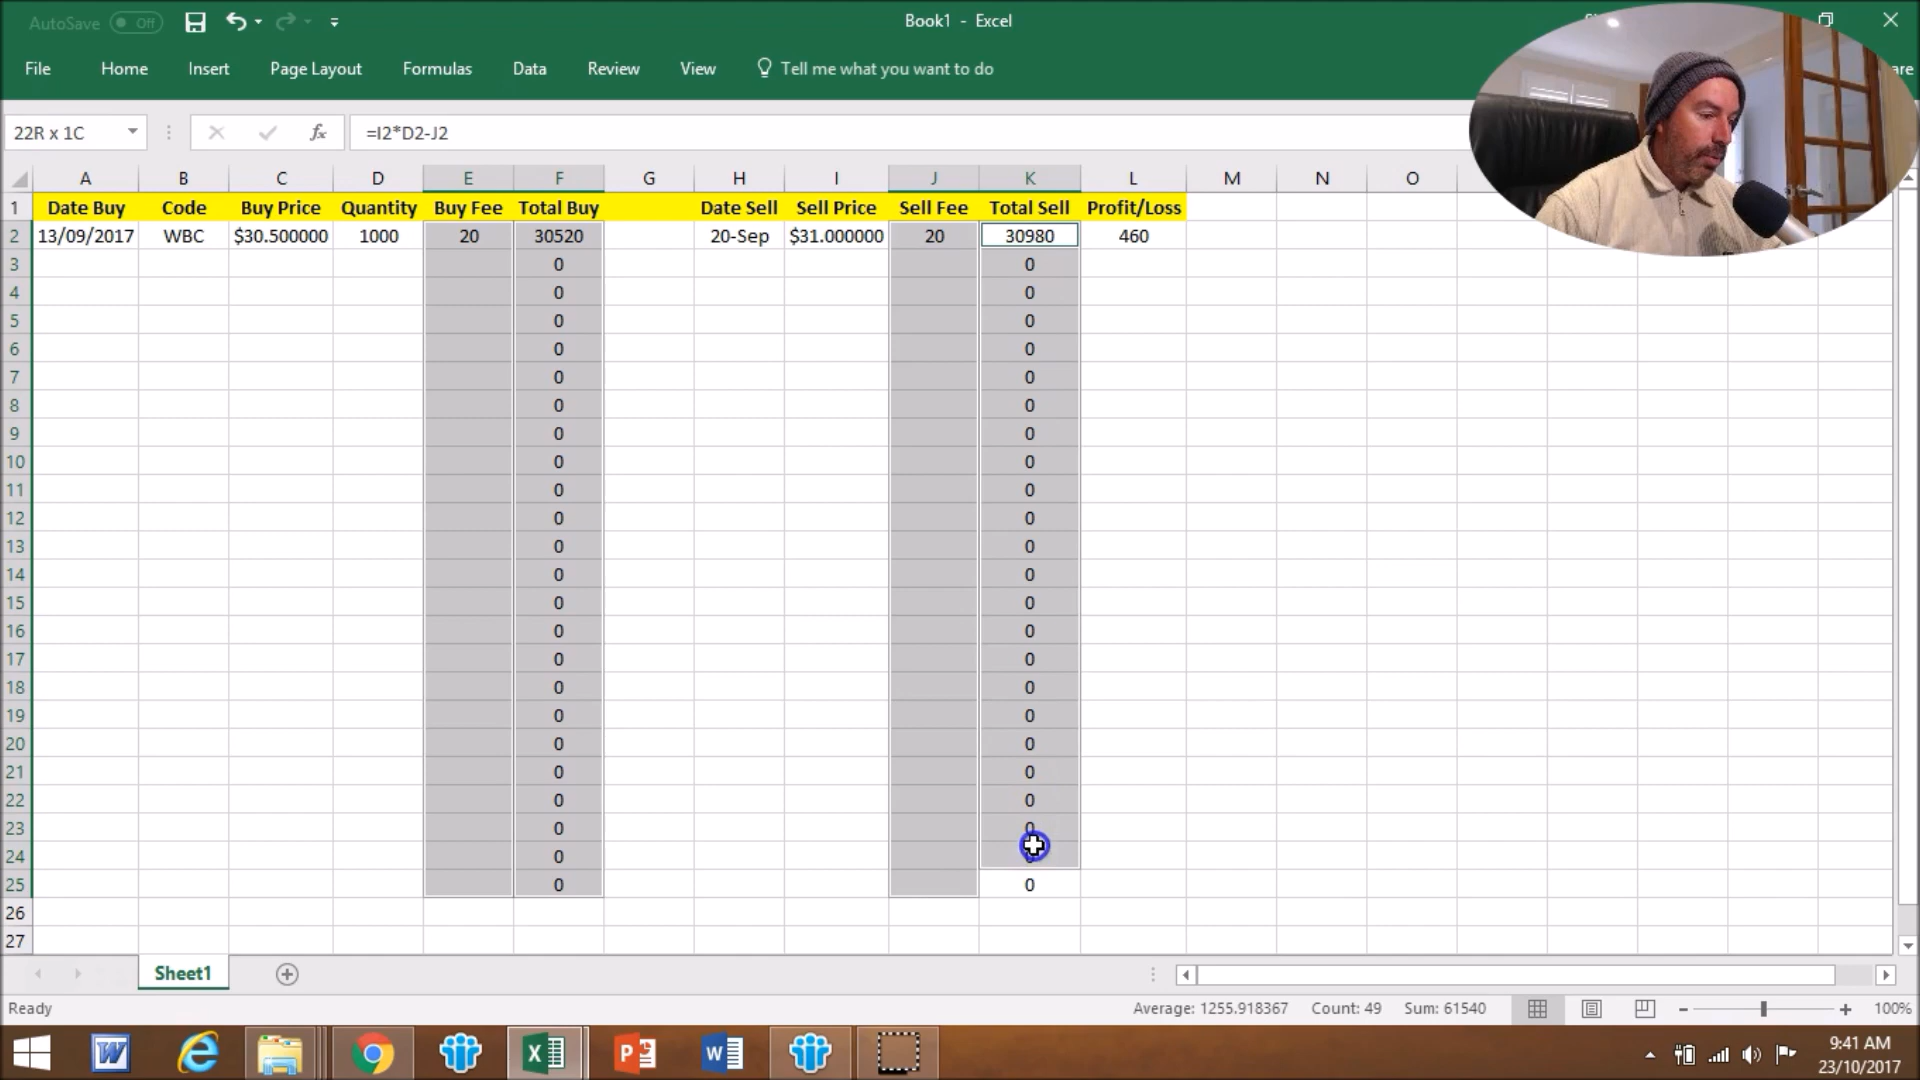 AutoSave Off Book1 - Excel
File Home Insert Page Layout Formulas Data Review View Tell me what you want to do are
22R x 1C fx =I2*D2-J2
A B C D E F G H I J K L M N O
1 Date Buy Code Buy Price Quantity Buy Fee Total Buy Date Sell Sell Price Sell Fee Total Sell Profit/Loss
2 13/09/2017 WBC $30.500000 1000 20 30520 20-Sep $31.000000 20 30980 460
3 0 0
4 0 0
5 0 0
6 0 0
7 0 0
8 0 0
9 0 0
10 0 0
11 0 0
12 0 0
13 0 0
14 0 0
15 0 0
16 0 0
17 0 0
18 0 0
19 0 0
20 0 0
21 0 0
22 0 0
23 0 0
24 0
25 0 0
26
27
Sheet1
Ready Average: 1255.918367 Count: 49 Sum: 61540 100%
9:41 AM
23/10/2017